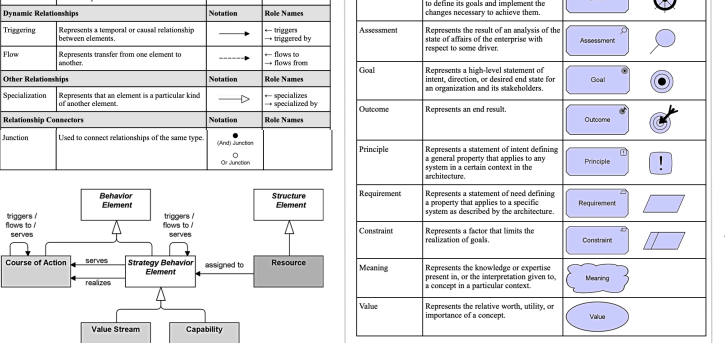 Dynamic Relationships Notation Role Names
Triggering Represents a temporal or causal relationship ← triggers
between elements. → triggered by
Flow Represents transfer from one element to ← flows to
another. → flows from
Other Relationships Notation Role Names
Specialization Represents that an element is a particular kind ← specializes
of another element. → specialized by
Relationship Connectors Notation Role Names
Junction Used to connect relationships of the same type.
(And) Junction
Or Junction
Behavior
Element
Structure
Element
triggers /
flows to /
serves
triggers /
flows to /
serves
Course of Action
serves
realizes
Strategy Behavior
Element
assigned to
Resource
Value Stream
Capability
to define its goals and implement the
changes necessary to achieve them.
Assessment Represents the result of an analysis of the
state of affairs of the enterprise with
respect to some driver.
Assessment
Goal Represents a high-level statement of
intent, direction, or desired end state for
an organization and its stakeholders.
Goal
Outcome Represents an end result.
Outcome
Principle Represents a statement of intent defining
a general property that applies to any
system in a certain context in the
architecture.
Principle
!
!
Requirement Represents a statement of need defining
a property that applies to a specific
system as described by the architecture.
Requirement
Constraint Represents a factor that limits the
realization of goals.
Constraint
Meaning Represents the knowledge or expertise
present in, or the interpretation given to,
a concept in a particular context.
Meaning
Value Represents the relative worth, utility, or
importance of a concept.
Value